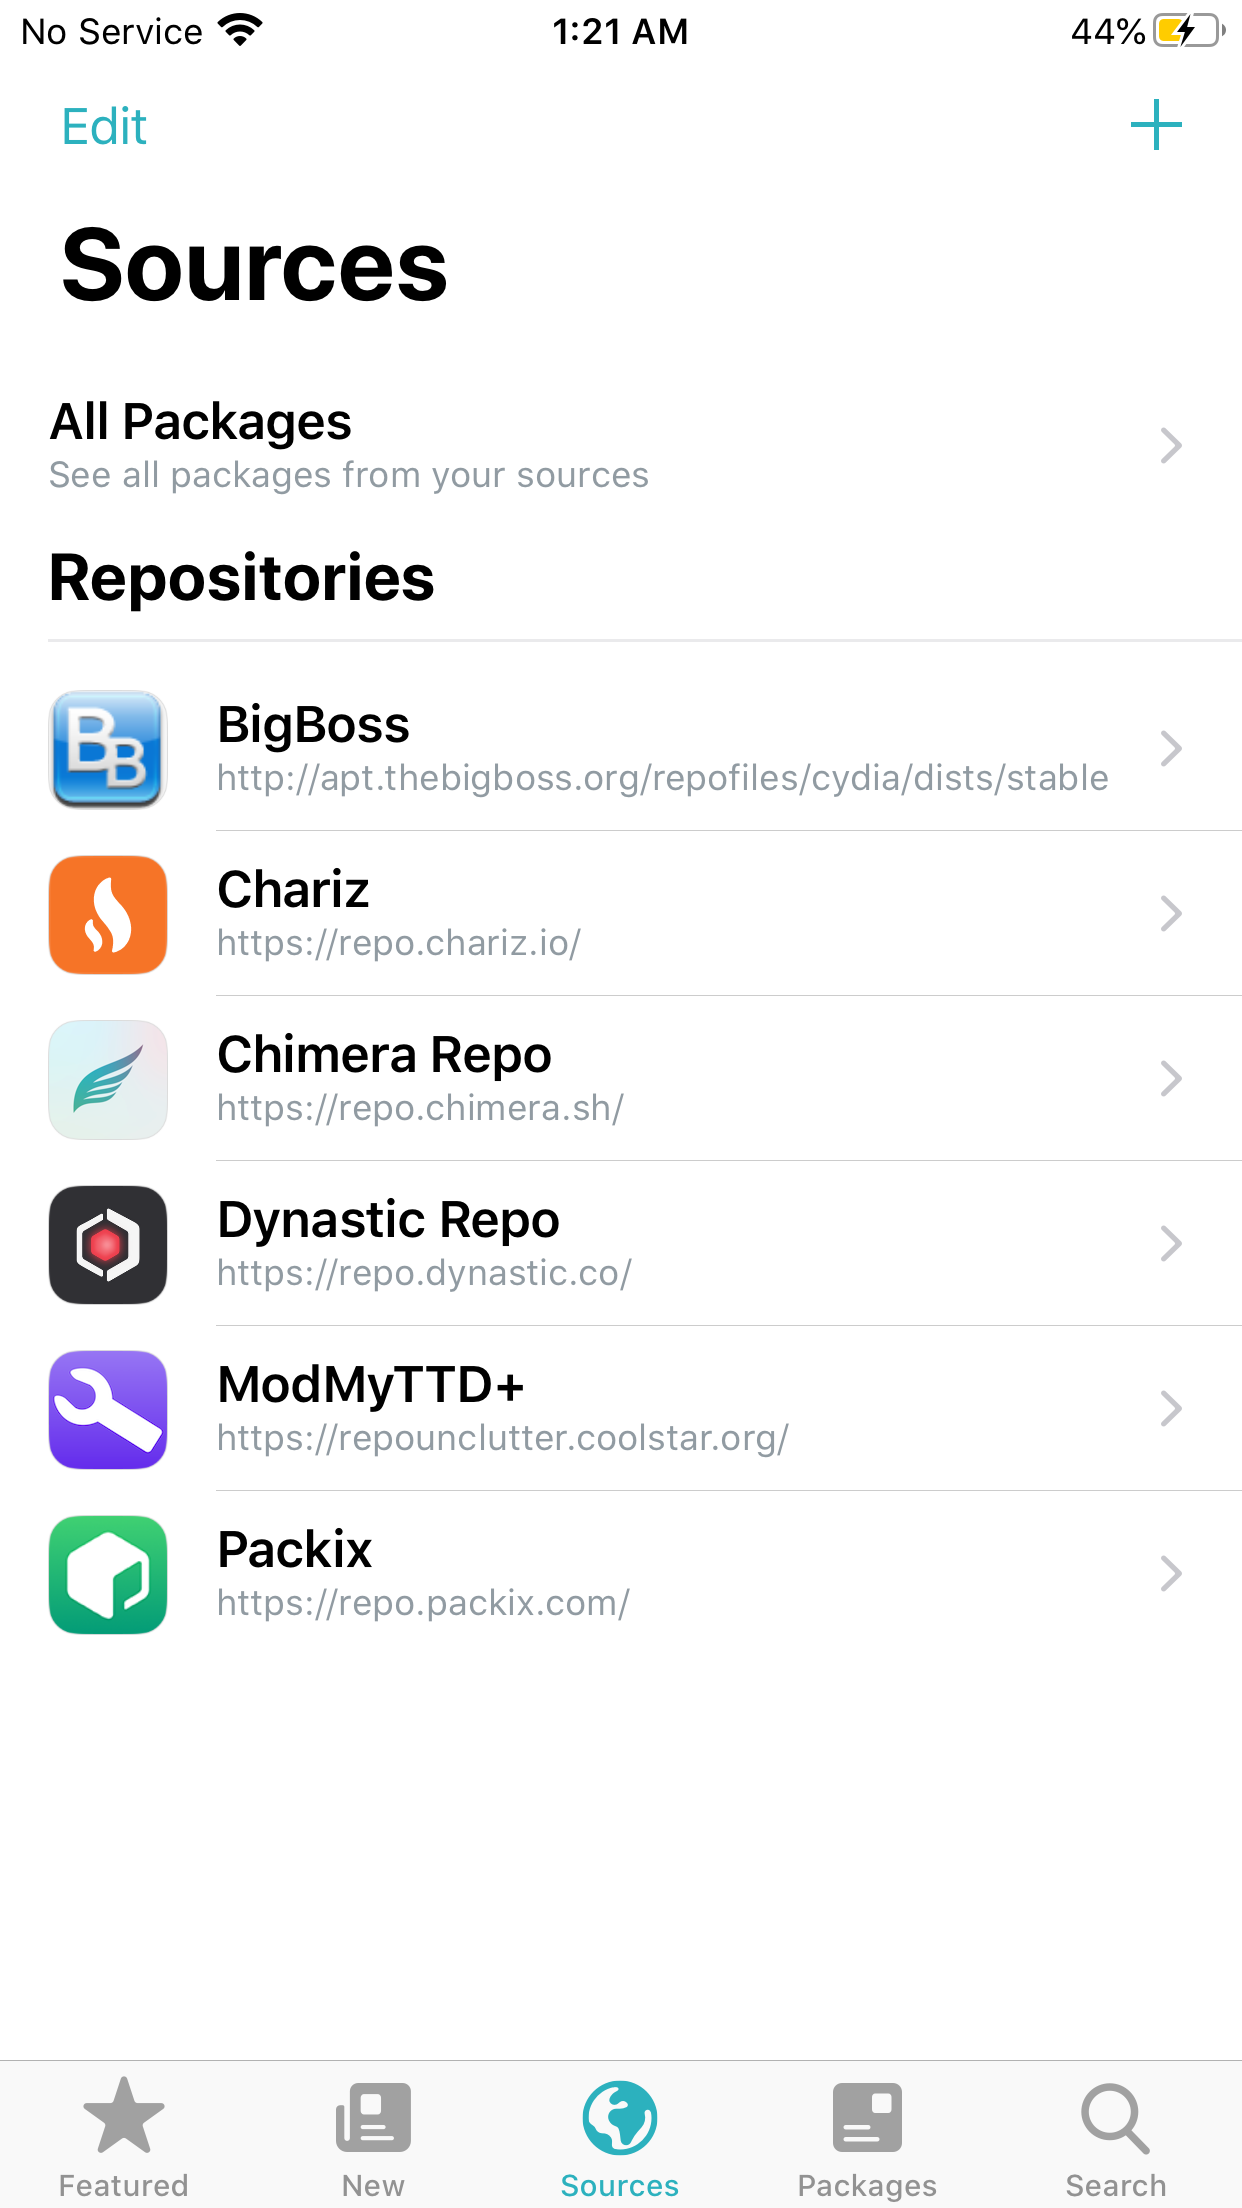 No Service 1:21 AM 44%
Edit
Sources
All Packages
See all packages from your sources
Repositories
BB
BigBoss
http://apt.thebigboss.org/repofiles/cydia/dists/stable
Chariz
https://repo.chariz.io/
Chimera Repo
https://repo.chimera.sh/
Dynastic Repo
https://repo.dynastic.co/
ModMyTTD+
https://repounclutter.coolstar.org/
Packix
https://repo.packix.com/
Featured New Sources Packages Search